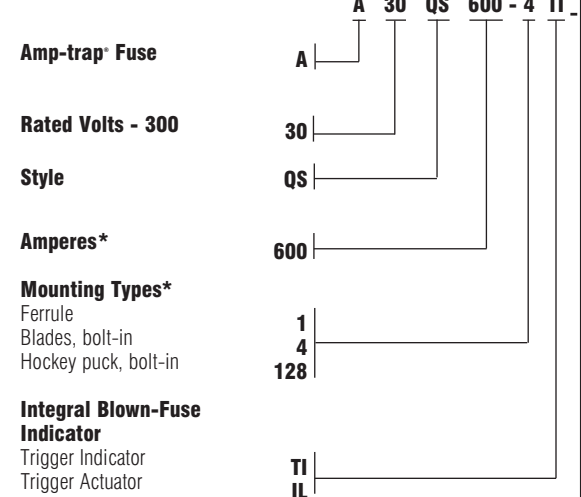 A 30 QS 600 - 4 TI -
Amp-trap® Fuse A
Rated Volts - 300 30
Style QS
Amperes* 600
Mounting Types*
Ferrule 1
Blades, bolt-in 4
Hockey puck, bolt-in 128
Integral Blown-Fuse
Indicator
Trigger Indicator TI
Trigger Actuator IL